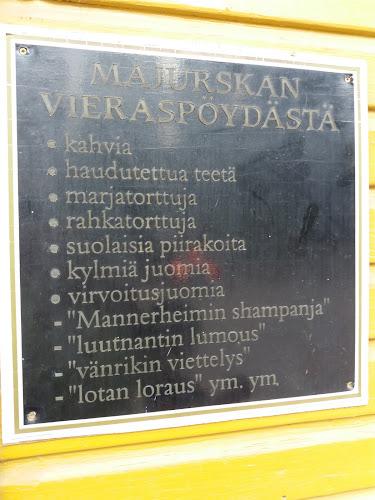 MAJURSKAN
VIERASPÖYDÄSTÄ
• kahvia
• haudutettua teetä
• marjatorttuja
• rahkatorttuja
• suolaisia piirakoita
• kylmiä juomia
• virvoitusjuomia
- "Mannerheimin shampanja"
- "luutnantin lumous"
- "vänrikin viettelys"
- "lotan loraus" ym. ym.